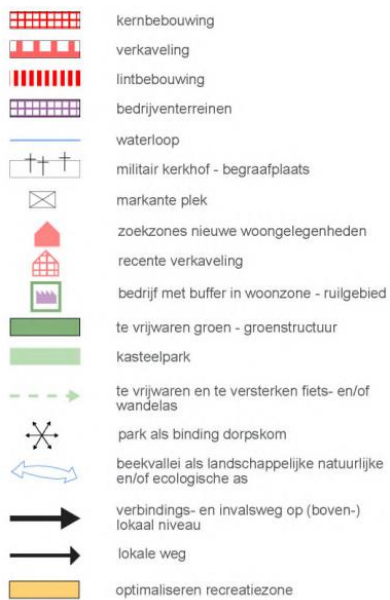 kernbebouwing
verkaveling
lintbebouwing
bedrijventerreinen
waterloop
militair kerkhof - begraafplaats
markante plek
zoekzones nieuwe woongelegenheden
recente verkaveling
bedrijf met buffer in woonzone - ruilgebied
te vrijwaren groen - groenstructuur
kasteelpark
te vrijwaren en te versterken fiets- en/of
wandelas
park als binding dorpskom
beekvallei als landschappelijke natuurlijke
en/of ecologische as
verbindings- en invalsweg op (boven-)
lokaal niveau
lokale weg
optimaliseren recreatiezone